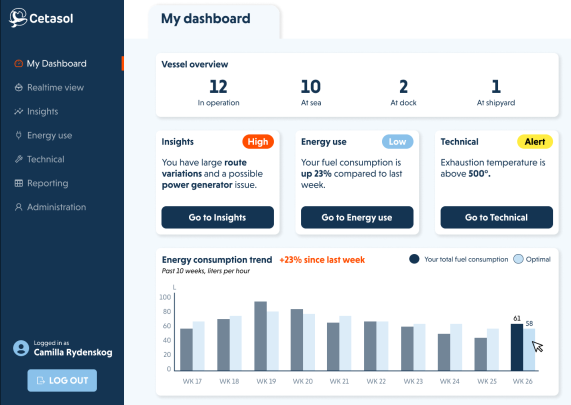 Cetasol
My Dashboard
Realtime view
Insights
Energy use
Technical
Reporting
Administration
Logged in as
Camilla Rydenskog
LOG OUT
My dashboard
Vessel overview
12
In operation
10
At sea
2
At dock
1
At shipyard
Insights
High
You have large route
variations and a possible
power generator issue.
Go to Insights
Energy use
Low
Your fuel consumption is
up 23% compared to last
week.
Go to Energy use
Technical
Alert
Exhaustion temperature is
above 500°.
Go to Technical
Energy consumption trend +23% since last week
Past 10 weeks, liters per hour
Your total fuel consumption
Optimal
L
100
80
60
40
20
0
61
58
WK 17
WK 18
WK 19
WK 20
WK 21
WK 22
WK 23
WK 24
WK 25
WK 26